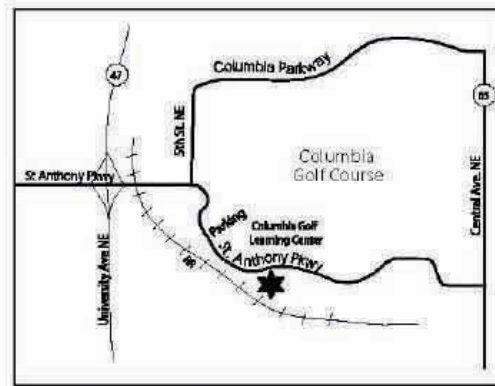 47
Columbia Parkway
65
5th St. NE
Columbia
Golf Course
Central Ave. NE
St Anthony Pkwy
Parking
Columbia Golf
Learning Center
St. Anthony Pkwy
University Ave NE
RR